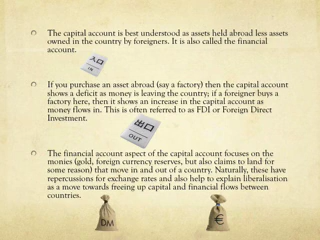 The capital account is best understood as assets held abroad less assets
owned in the country by foreigners. It is also called the financial
account.
入口
IN
If you purchase an asset abroad (say a factory) then the capital account
shows a deficit as money is leaving the country; if a foreigner buys a
factory here, then it shows an increase in the capital account as
money flows in. This is often referred to as FDI or Foreign Direct
Investment.
出口
OUT
The financial account aspect of the capital account focuses on the
monies (gold, foreign currency reserves, but also claims to land for
some reason) that move in and out of a country. Naturally, these have
repercussions for exchange rates and also help to explain liberalisation
as a move towards freeing up capital and financial flows between
countries.
DM
€